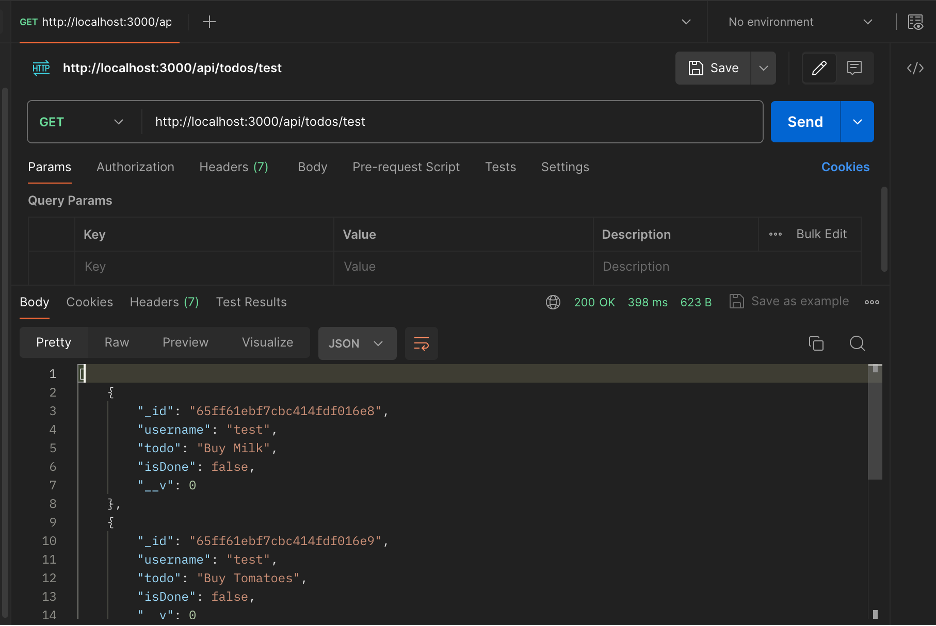 GET http://localhost:3000/ap No environment
HTTP http://localhost:3000/api/todos/test Save
GET http://localhost:3000/api/todos/test Send
Params Authorization Headers (7) Body Pre-request Script Tests Settings Cookies
Query Params
Key Value Description Bulk Edit
Key Value Description
Body Cookies Headers (7) Test Results 200 OK 398 ms 623 B Save as example
Pretty Raw Preview Visualize JSON
1 [
2 {
3 "_id": "65ff61ebf7cbc414fdf016e8",
4 "username": "test",
5 "todo": "Buy Milk",
6 "isDone": false,
7 "__v": 0
8 },
9 {
10 "_id": "65ff61ebf7cbc414fdf016e9",
11 "username": "test",
12 "todo": "Buy Tomatoes",
13 "isDone": false,
14 "__v": 0